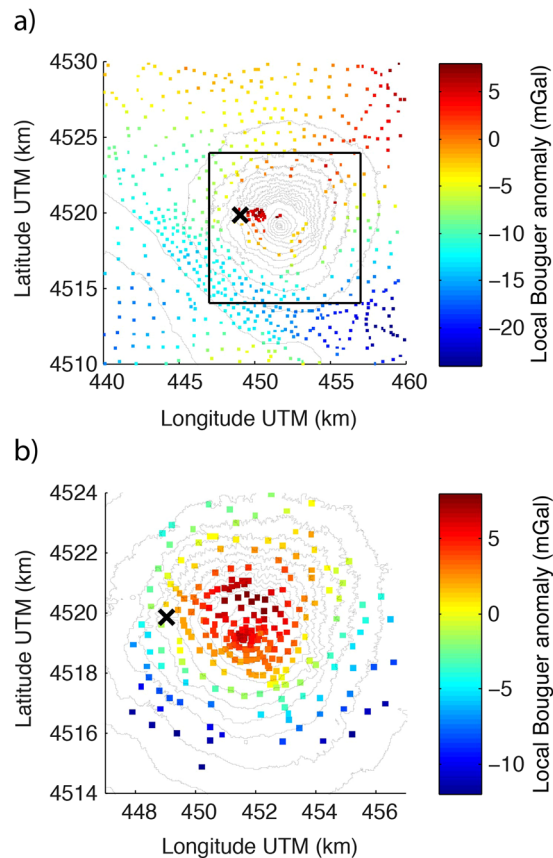 a)
4530
4525
4520
4515
4510
Latitude UTM (km)
440 445 450 455 460
Longitude UTM (km)
5
0
−5
−10
−15
−20
Local Bouguer anomaly (mGal)
b)
4524
4522
4520
4518
4516
4514
Latitude UTM (km)
448 450 452 454 456
Longitude UTM (km)
5
0
−5
−10
Local Bouguer anomaly (mGal)